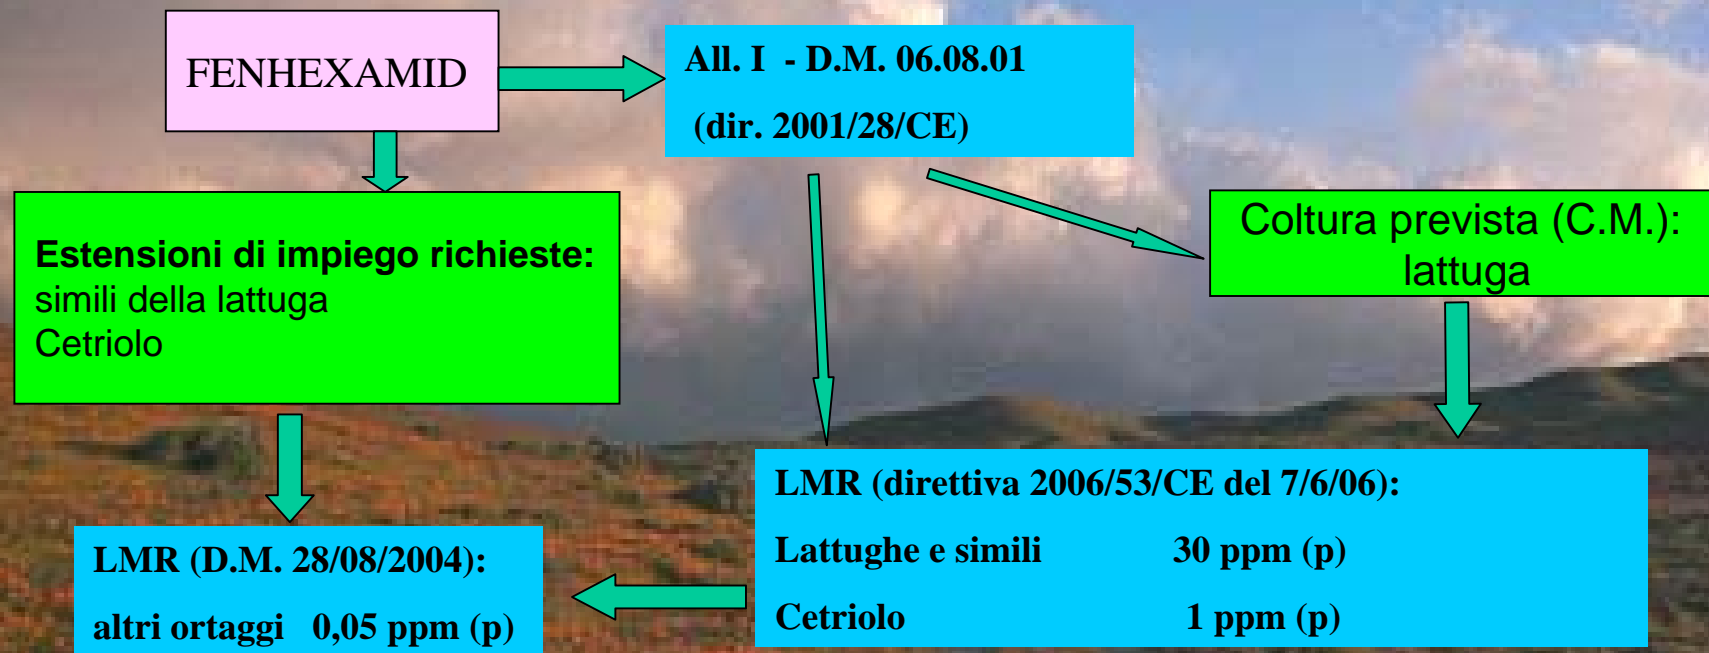 FENHEXAMID
All. I - D.M. 06.08.01
(dir. 2001/28/CE)
Estensioni di impiego richieste:
simili della lattuga
Cetriolo
Coltura prevista (C.M.):
lattuga
LMR (D.M. 28/08/2004):
altri ortaggi 0,05 ppm (p)
LMR (direttiva 2006/53/CE del 7/6/06):
Lattughe e simili 30 ppm (p)
Cetriolo 1 ppm (p)